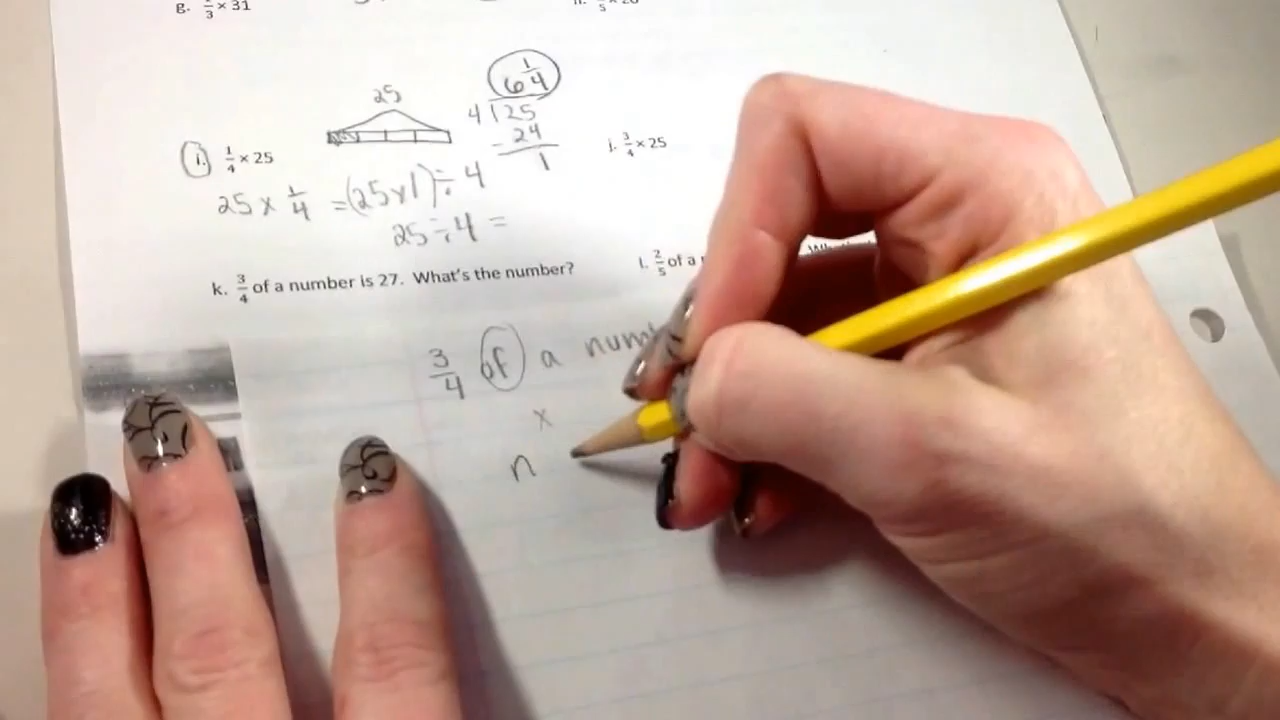 g. 1/3 × 31
25
6 1/4
4 25
- 24
1
i. 1/4 × 25
j. 3/4 × 25
25 x 1/4 = (25 x 1) ÷ 4
25 ÷ 4 =
k. 3/4 of a number is 27. What's the number?
l. 2/5 of a
3/4 of a num
x
n